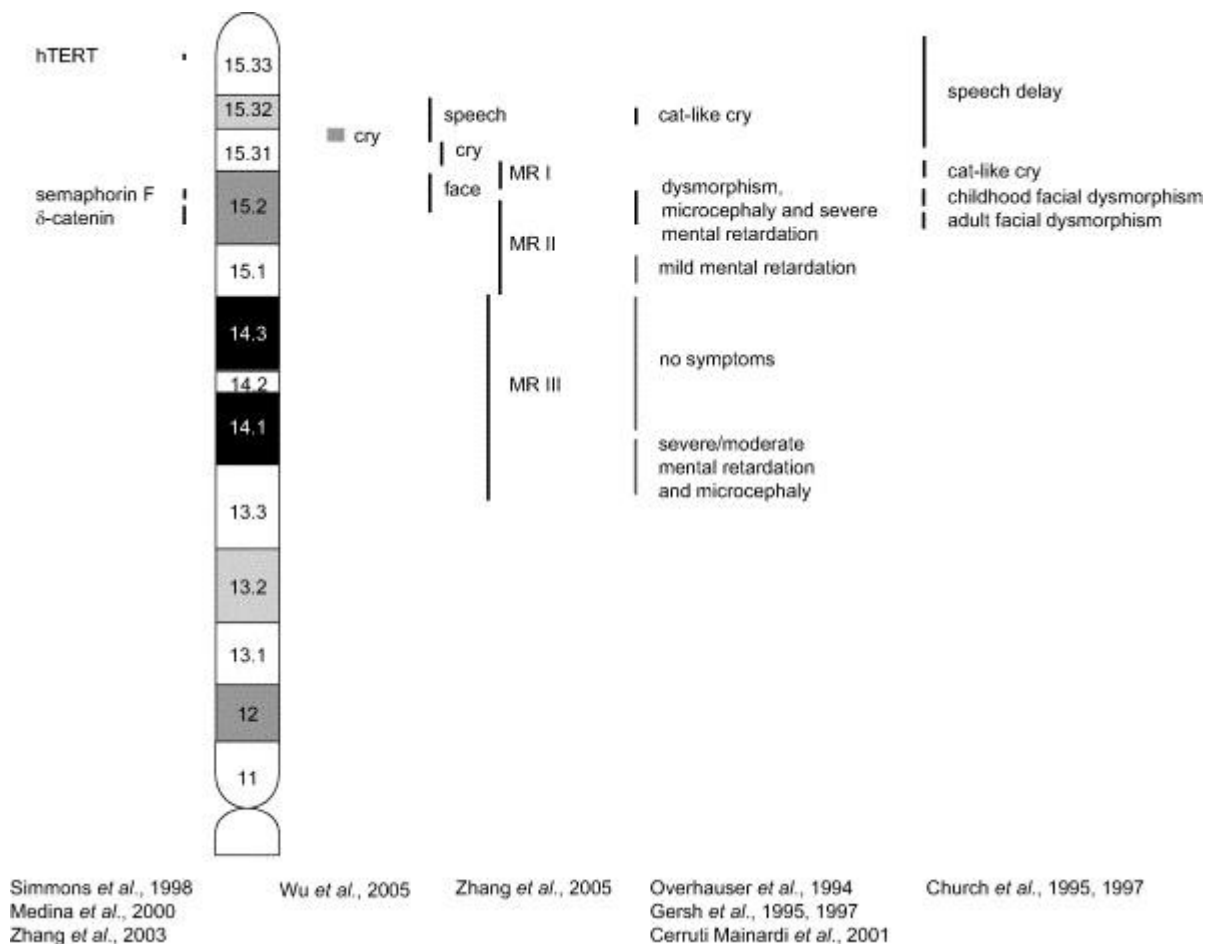 hTERT
semaphorin F
δ-catenin
15.33
15.32
15.31
15.2
15.1
14.3
14.2
14.1
13.3
13.2
13.1
12
11
cry
speech
cry
face
MR I
MR II
MR III
cat-like cry
dysmorphism,
microcephaly and severe
mental retardation
mild mental retardation
no symptoms
severe/moderate
mental retardation
and microcephaly
speech delay
cat-like cry
childhood facial dysmorphism
adult facial dysmorphism
Simmons et al., 1998
Medina et al., 2000
Zhang et al., 2003
Wu et al., 2005
Zhang et al., 2005
Overhauser et al., 1994
Gersh et al., 1995, 1997
Cerruti Mainardi et al., 2001
Church et al., 1995, 1997